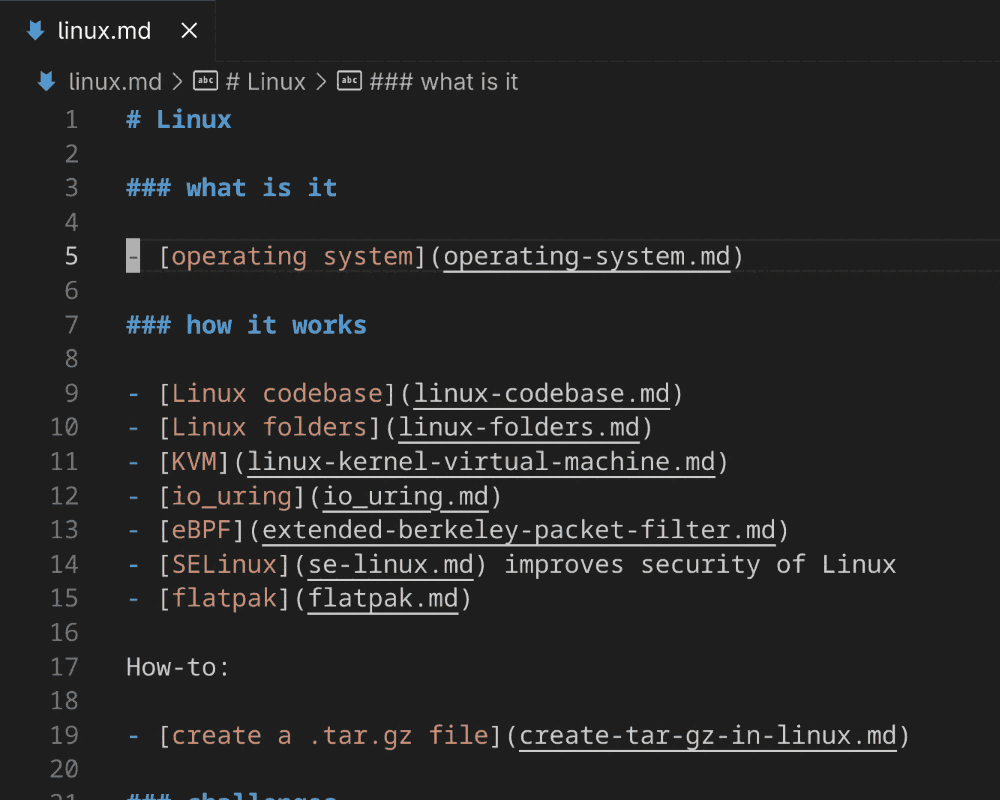 linux.md
linux.md > # Linux > ### what is it
1 # Linux
2
3 ### what is it
4
5 - [operating system](operating-system.md)
6
7 ### how it works
8
9 - [Linux codebase](linux-codebase.md)
10 - [Linux folders](linux-folders.md)
11 - [KVM](linux-kernel-virtual-machine.md)
12 - [io_uring](io_uring.md)
13 - [eBPF](extended-berkeley-packet-filter.md)
14 - [SELinux](se-linux.md) improves security of Linux
15 - [flatpak](flatpak.md)
16
17 How-to:
18
19 - [create a .tar.gz file](create-tar-gz-in-linux.md)
20
21 ### challenges